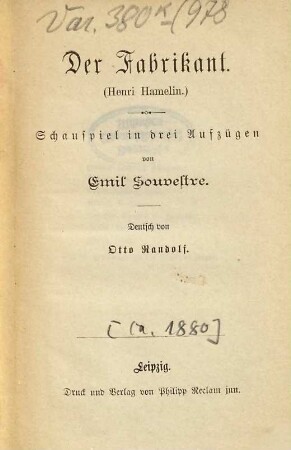 Var. 380 k/(978
Der Fabrikant.
(Henri Hamelin.)
Schauspiel in drei Aufzügen
von
Emil Souvestre.
Deutsch von
Otto Randolf.
[ca. 1880]
Leipzig.
Druck und Verlag von Philipp Reclam jun.